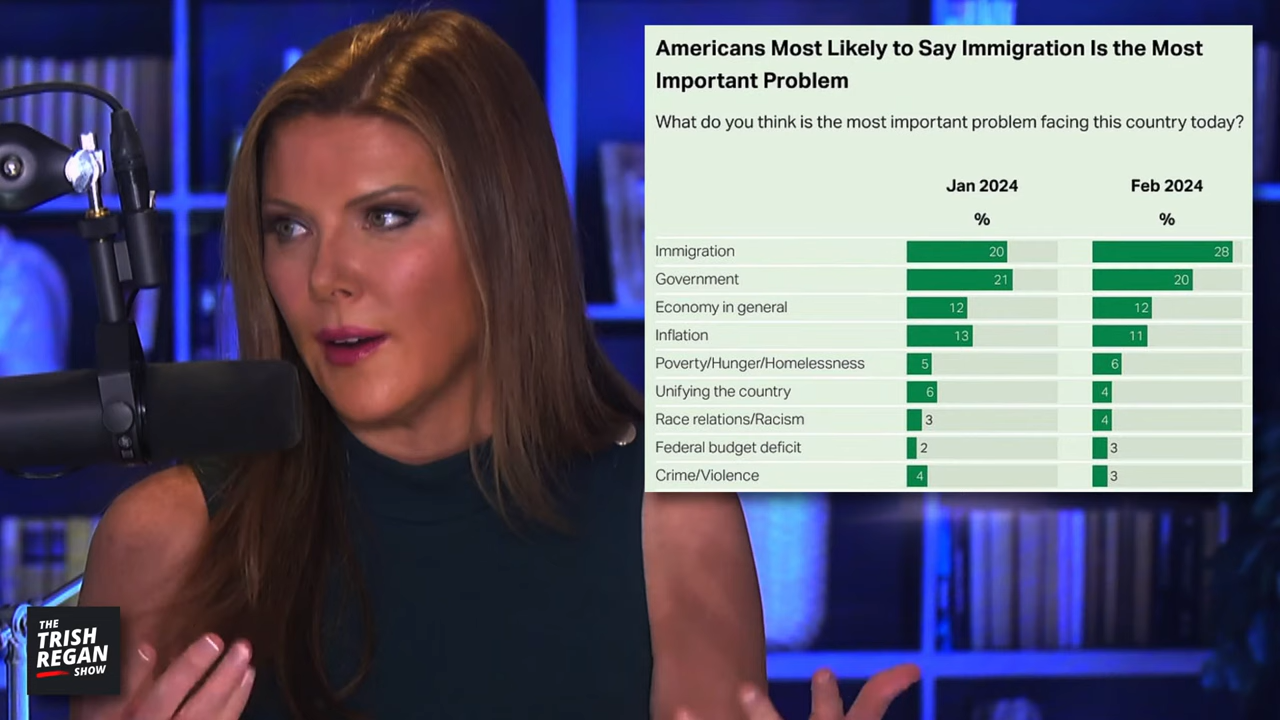 Americans Most Likely to Say Immigration Is the Most
Important Problem
What do you think is the most important problem facing this country today?
Jan 2024 Feb 2024
% %
Immigration 20 28
Government 21 20
Economy in general 12 12
Inflation 13 11
Poverty/Hunger/Homelessness 5 6
Unifying the country 6 4
Race relations/Racism 3 4
Federal budget deficit 2 3
Crime/Violence 4 3
THE
TRISH
REGAN
SHOW